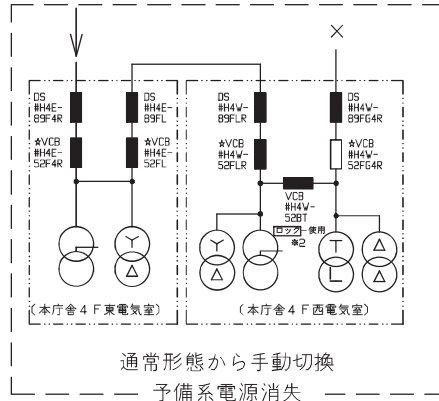 DS
#H4E-
89F4R
DS
#H4E-
89FL
DS
#H4W-
89FLR
DS
#H4W-
89FG4R
☆VCB
#H4E-
52F4R
☆VCB
#H4E-
52FL
☆VCB
#H4W-
52FLR
☆VCB
#H4W-
52FG4R
VCB
#H4W-
52BT
ロック-使用
※2
(本庁舎4F東電気室)
(本庁舎4F西電気室)
通常形態から手動切換
予備系電源消失